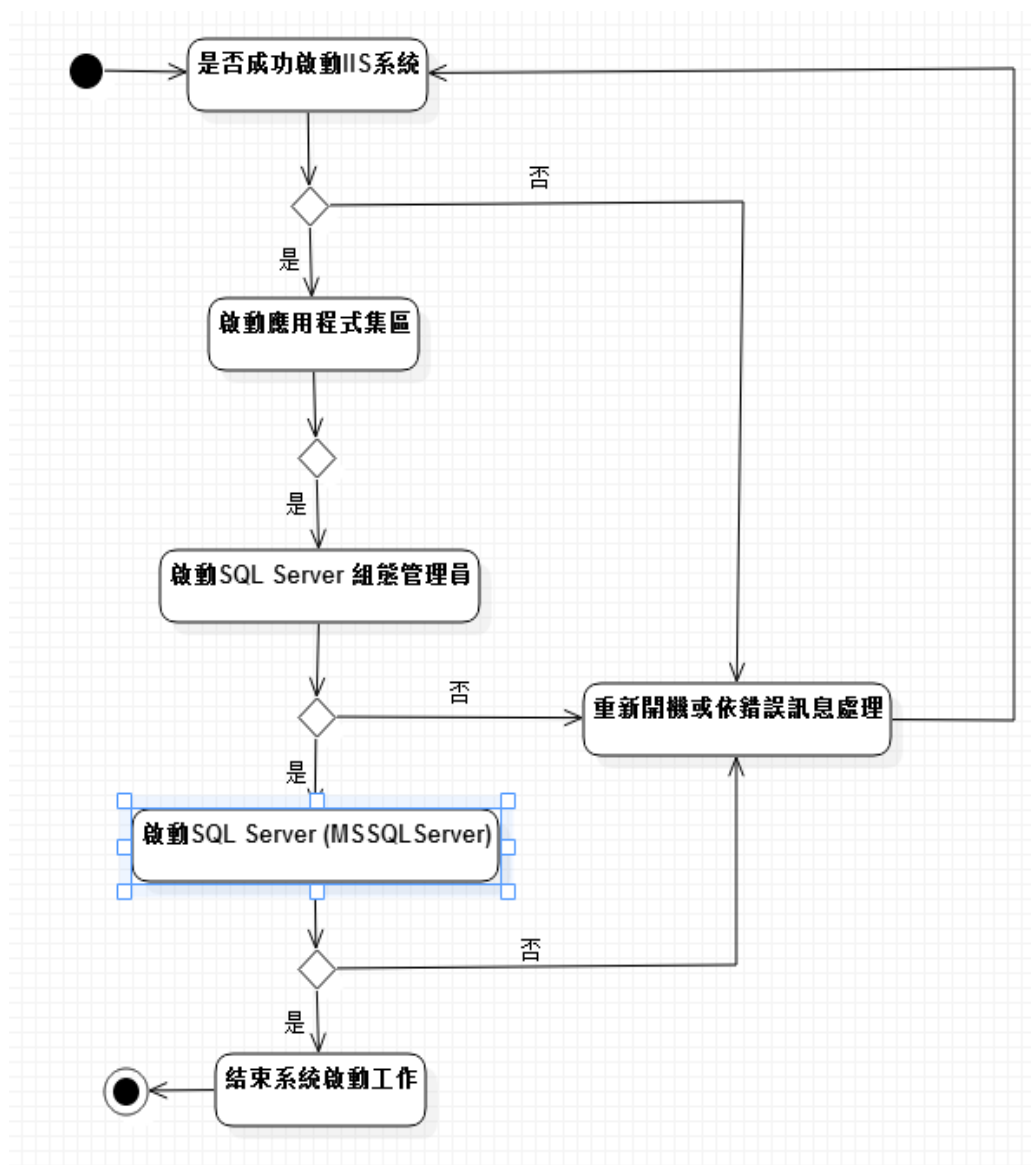 是否成功啟動IIS系統
否
是
啟動應用程式集區
是
啟動SQL Server 組態管理員
否
重新開機或依錯誤訊息處理
是
啟動SQL Server (MSSQLServer)
否
是
結束系統啟動工作